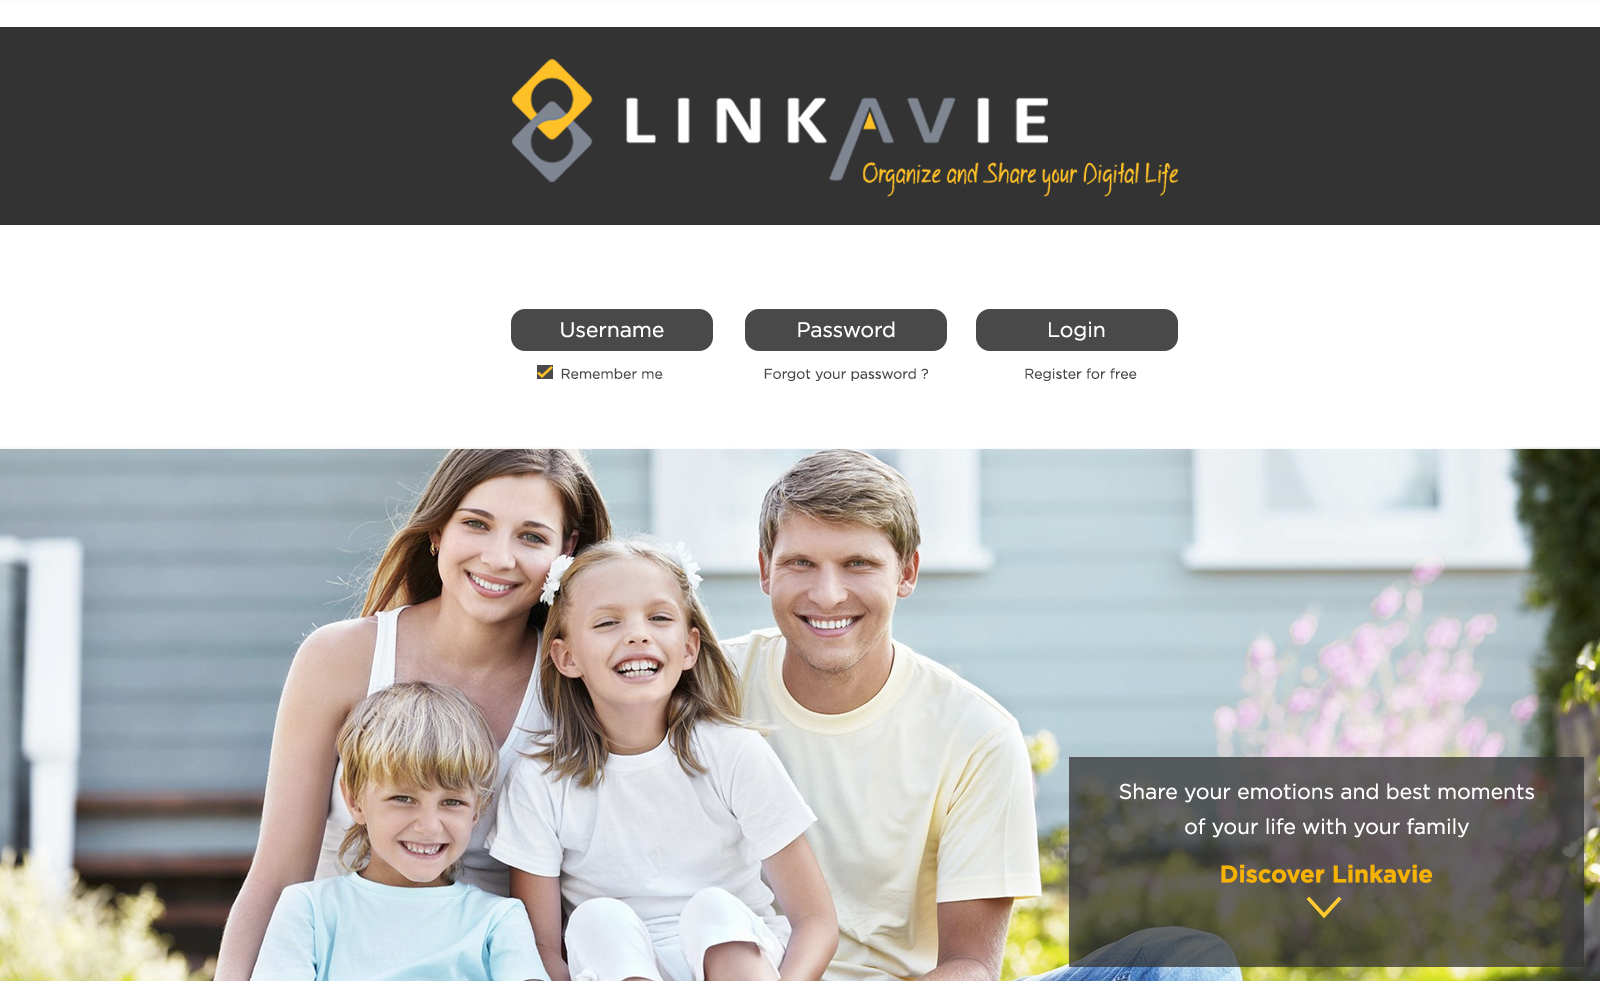 LINKAVIE
Organize and Share your Digital Life
Username
Password
Login
Remember me
Forgot your password ?
Register for free
Share your emotions and best moments
of your life with your family
Discover Linkavie